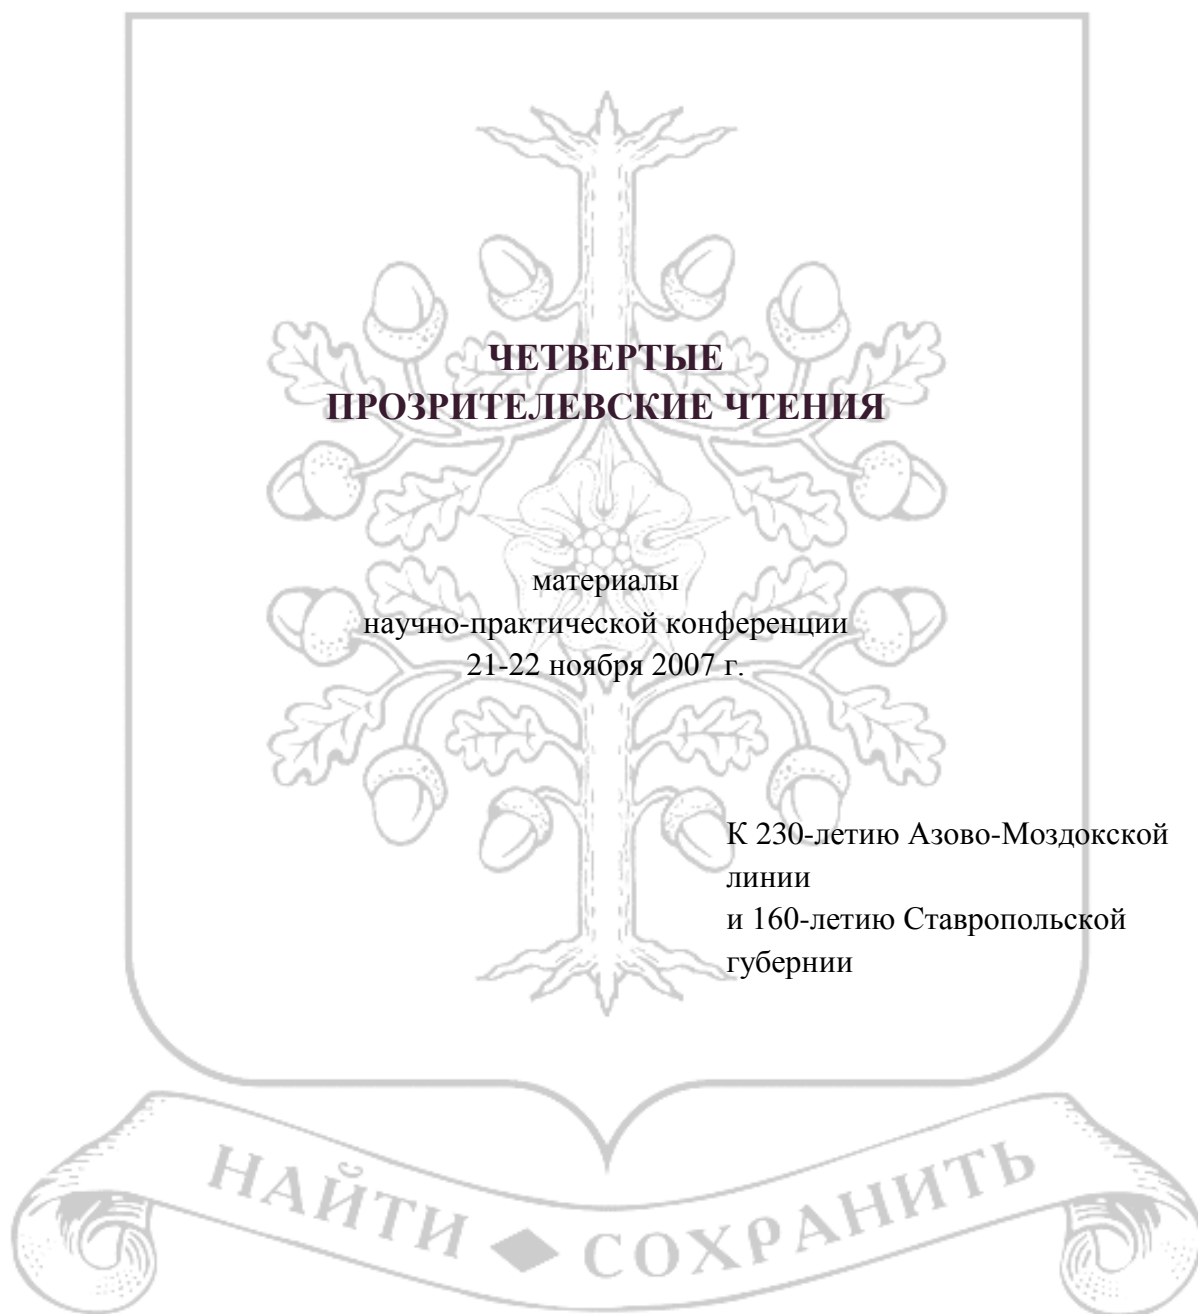 ЧЕТВЕРТЫЕ
ПРОЗРИТЕЛЕВСКИЕ ЧТЕНИЯ
материалы
научно-практической конференции
21-22 ноября 2007 г.
К 230-летию Азово-Моздокской
линии
и 160-летию Ставропольской
губернии
НАЙТИ ◆ СОХРАНИТЬ